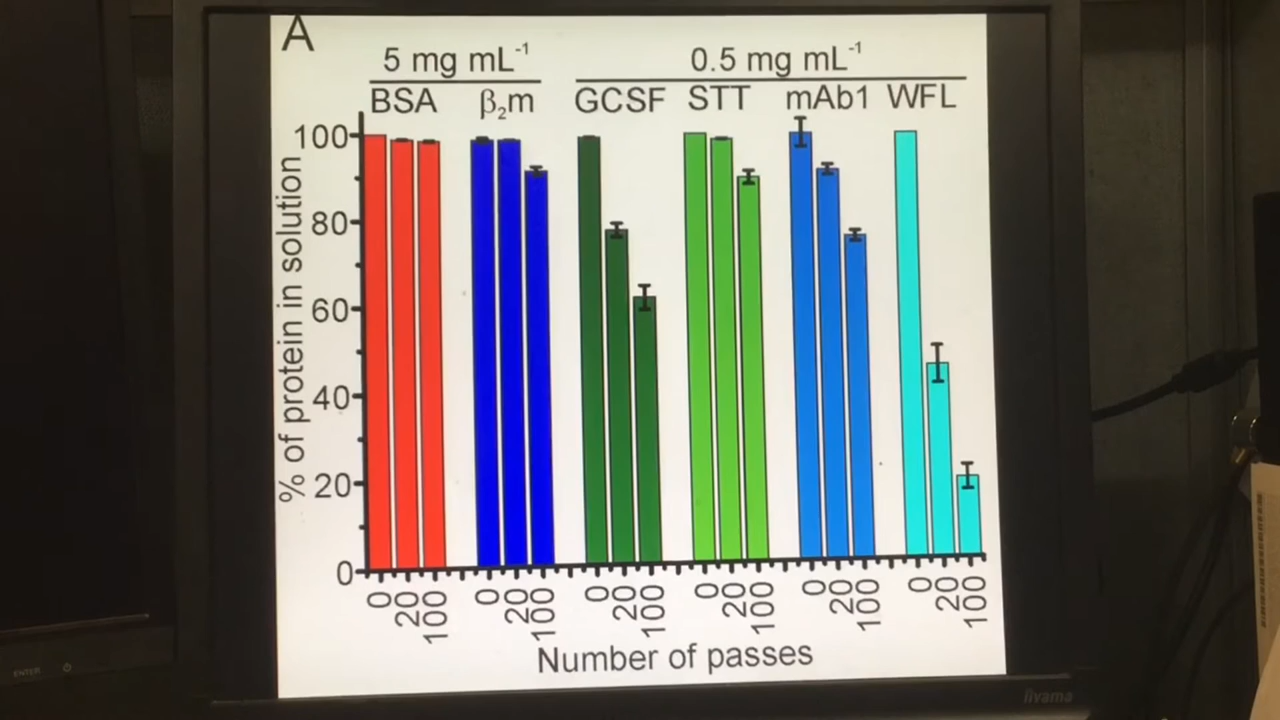 A
5 mg mL⁻¹
0.5 mg mL⁻¹
BSA β₂m GCSF STT mAb1 WFL
100
80
60
40
20
0
% of protein in solution
0 20 100 0 20 100 0 20 100 0 20 100 0 20 100 0 20 100
Number of passes
ENTER
iiyama